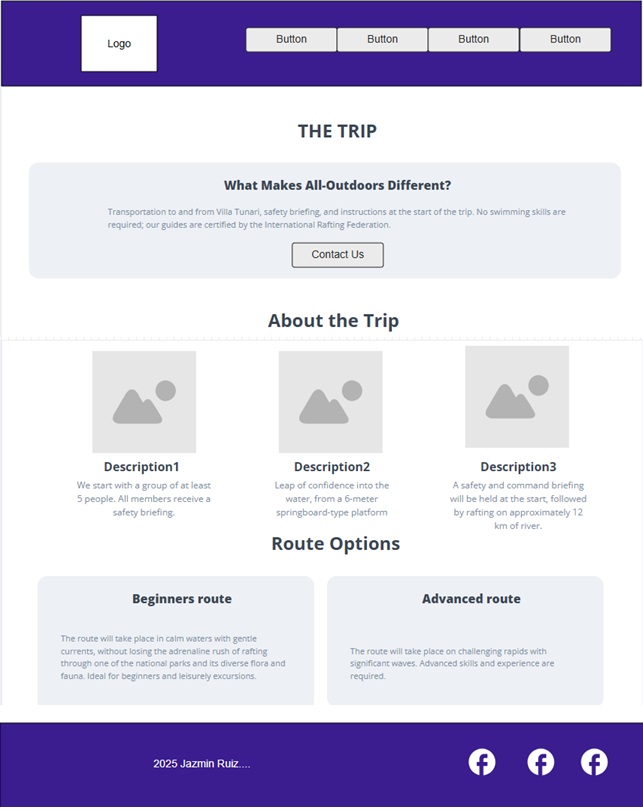 Logo
Button Button Button Button
THE TRIP
What Makes All-Outdoors Different?
Transportation to and from Villa Tunari, safety briefing, and instructions at the start of the trip. No swimming skills are
required; our guides are certified by the International Rafting Federation.
Contact Us
About the Trip
Description1
We start with a group of at least
5 people. All members receive a
safety briefing.
Description2
Leap of confidence into the
water, from a 6-meter
springboard-type platform
Description3
A safety and command briefing
will be held at the start, followed
by rafting on approximately 12
km of river.
Route Options
Beginners route
The route will take place in calm waters with gentle
currents, without losing the adrenaline rush of rafting
through one of the national parks and its diverse flora and
fauna. Ideal for beginners and leisurely excursions.
Advanced route
The route will take place on challenging rapids with
significant waves. Advanced skills and experience are
required.
2025 Jazmin Ruiz....